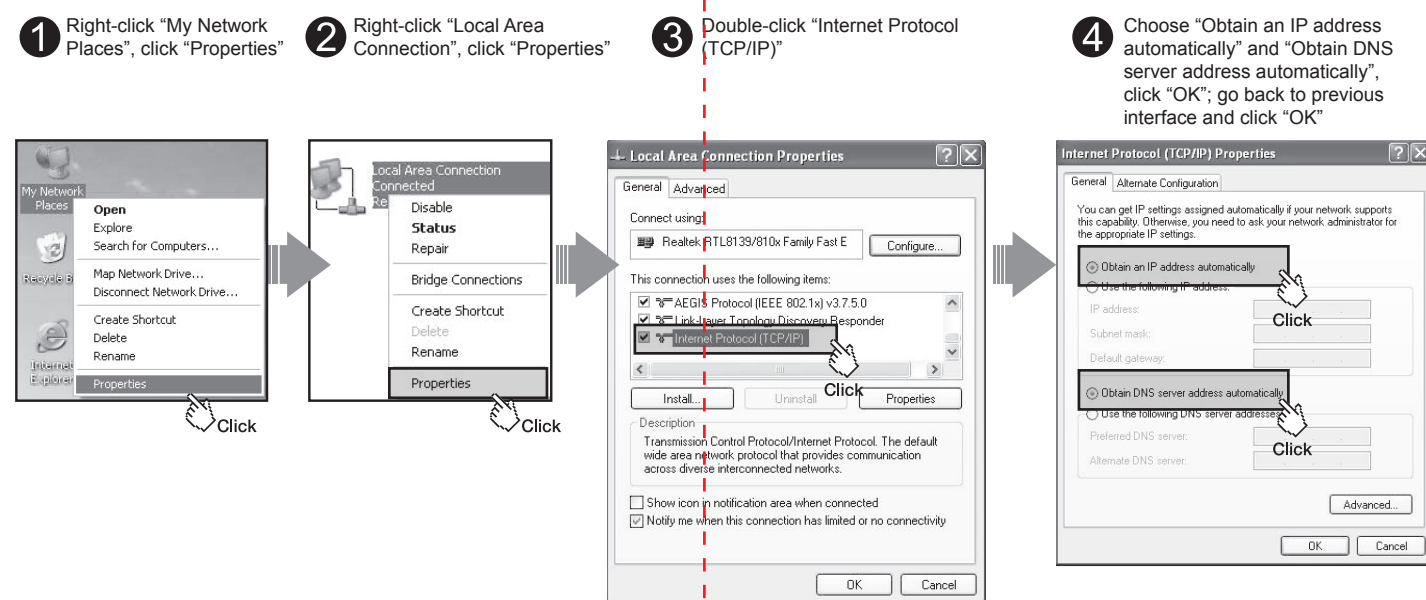 1 Right-click “My Network
Places”, click “Properties”
2 Right-click “Local Area
Connection”, click “Properties”
3 Double-click “Internet Protocol
(TCP/IP)”
4 Choose “Obtain an IP address
automatically” and “Obtain DNS
server address automatically”,
click “OK”; go back to previous
interface and click “OK”
My Network
Places
Recycle B
Internet
Explorer
Open
Explore
Search for Computers...
Map Network Drive...
Disconnect Network Drive...
Create Shortcut
Delete
Rename
Properties
Click
Local Area Connection
Connected
Re
Disable
Status
Repair
Bridge Connections
Create Shortcut
Delete
Rename
Properties
Click
Local Area Connection Properties
General Advanced
Connect using:
Realtek RTL8139/810x Family Fast E Configure...
This connection uses the following items:
AEGIS Protocol (IEEE 802.1x) v3.7.5.0
Link-Layer Topology Discovery Responder
Internet Protocol (TCP/IP)
Click
Install... Uninstall Properties
Description
Transmission Control Protocol/Internet Protocol. The default
wide area network protocol that provides communication
across diverse interconnected networks.
Show icon in notification area when connected
Notify me when this connection has limited or no connectivity
OK Cancel
Internet Protocol (TCP/IP) Properties
General Alternate Configuration
You can get IP settings assigned automatically if your network supports
this capability. Otherwise, you need to ask your network administrator for
the appropriate IP settings.
Obtain an IP address automatically
Use the following IP address:
IP address:
Click
Subnet mask:
Default gateway:
Obtain DNS server address automatically
Use the following DNS server addresses
Preferred DNS server:
Click
Alternate DNS server:
Advanced...
OK Cancel